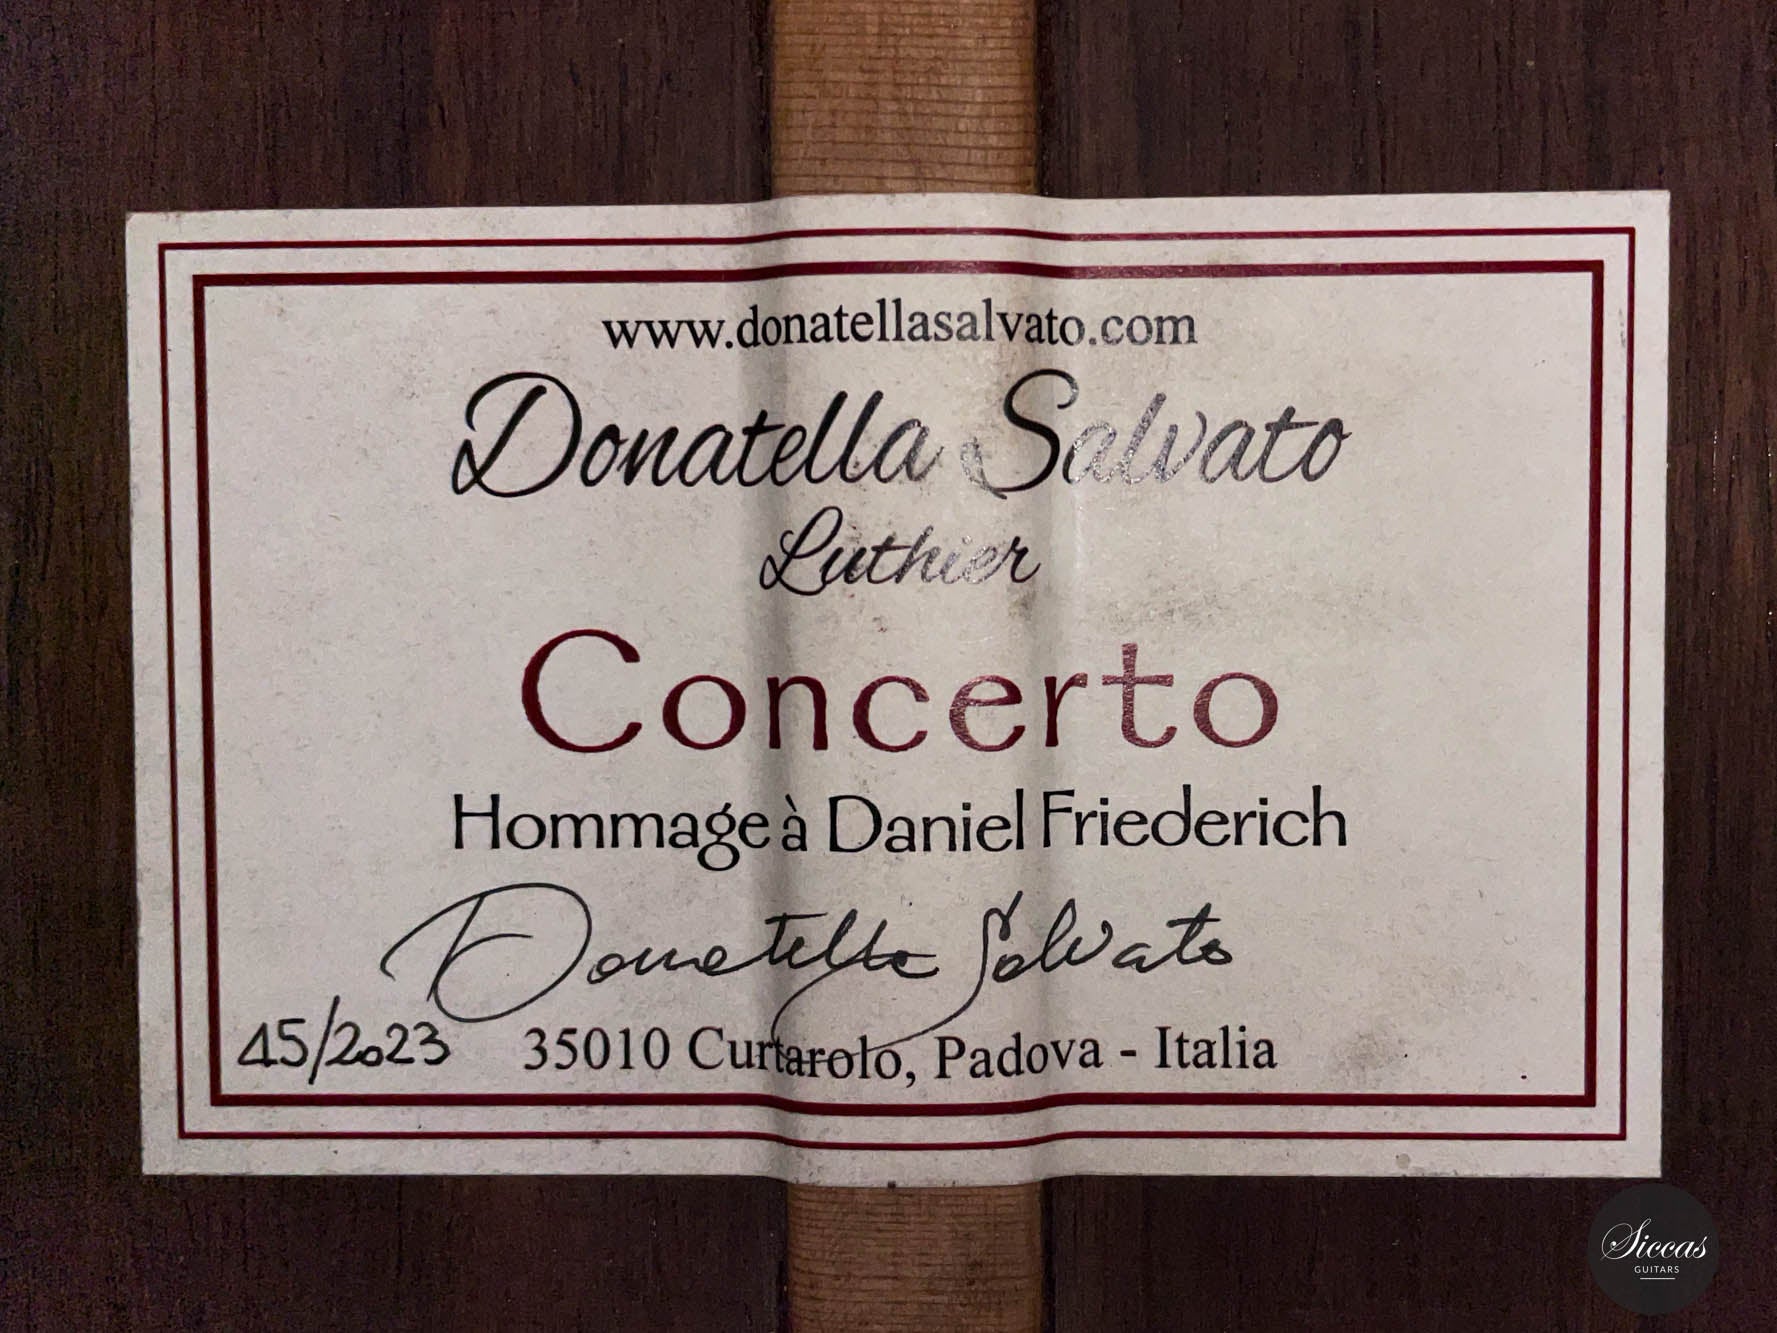 www.donatellasalvato.com
Donatella Salvato
Luthier
Concerto
Hommage à Daniel Friederich
Donatella Salvato
45/2023 35010 Curtarolo, Padova - Italia
Siccas
GUITARS